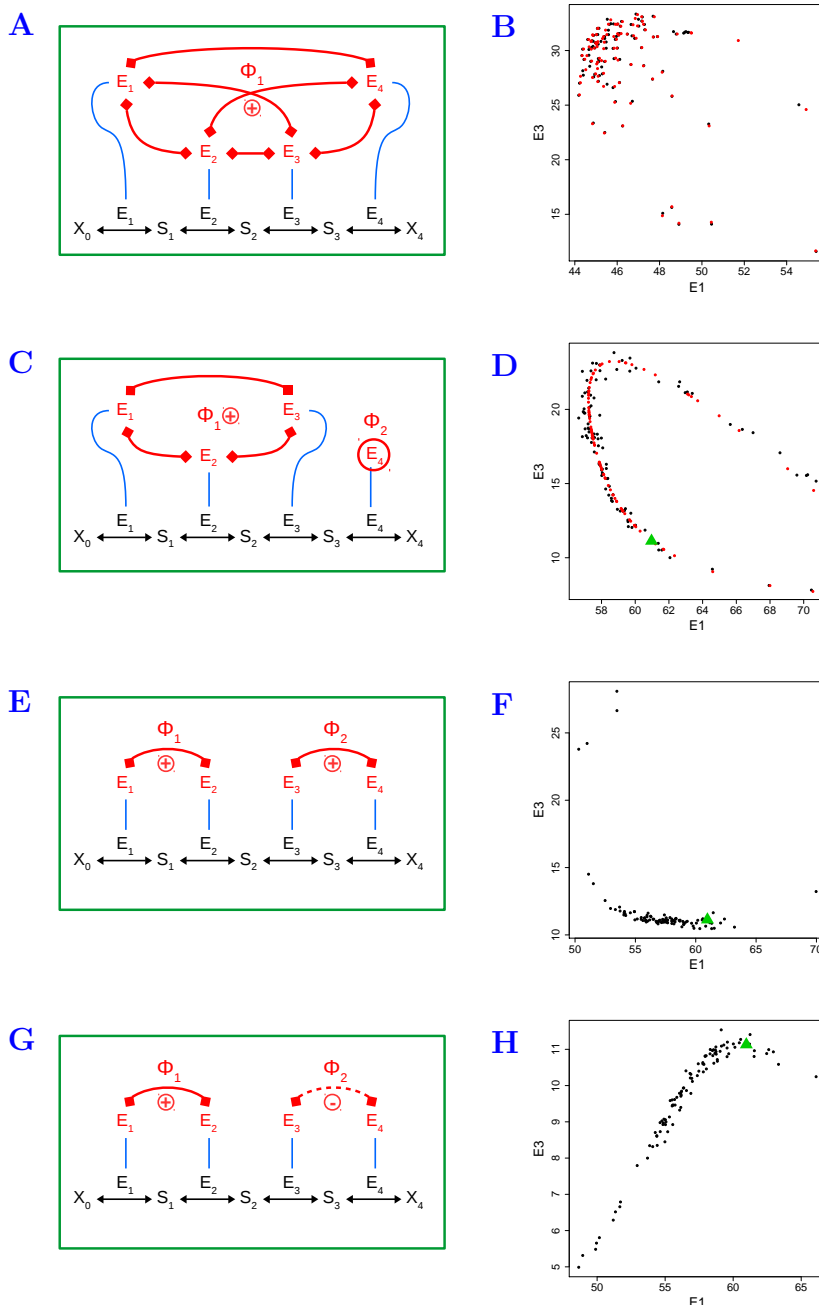 A
E₁ Φ₁ E₄
⊕
E₂ E₃
E₁ E₂ E₃ E₄
X₀ S₁ S₂ S₃ X₄
B
30
25
20
15
E3
44 46 48 50 52 54
E1
C
E₁ Φ₁ ⊕ E₃ Φ₂
E₂ E₄
E₁ E₂ E₃ E₄
X₀ S₁ S₂ S₃ X₄
D
20
15
10
E3
58 60 62 64 66 68 70
E1
E
Φ₁ Φ₂
⊕ ⊕
E₁ E₂ E₃ E₄
E₁ E₂ E₃ E₄
X₀ S₁ S₂ S₃ X₄
F
25
20
15
10
E3
50 55 60 65 70
E1
G
Φ₁ Φ₂
⊕ ⊖
E₁ E₂ E₃ E₄
E₁ E₂ E₃ E₄
X₀ S₁ S₂ S₃ X₄
H
11
10
9
8
7
6
5
E3
50 55 60 65
E1